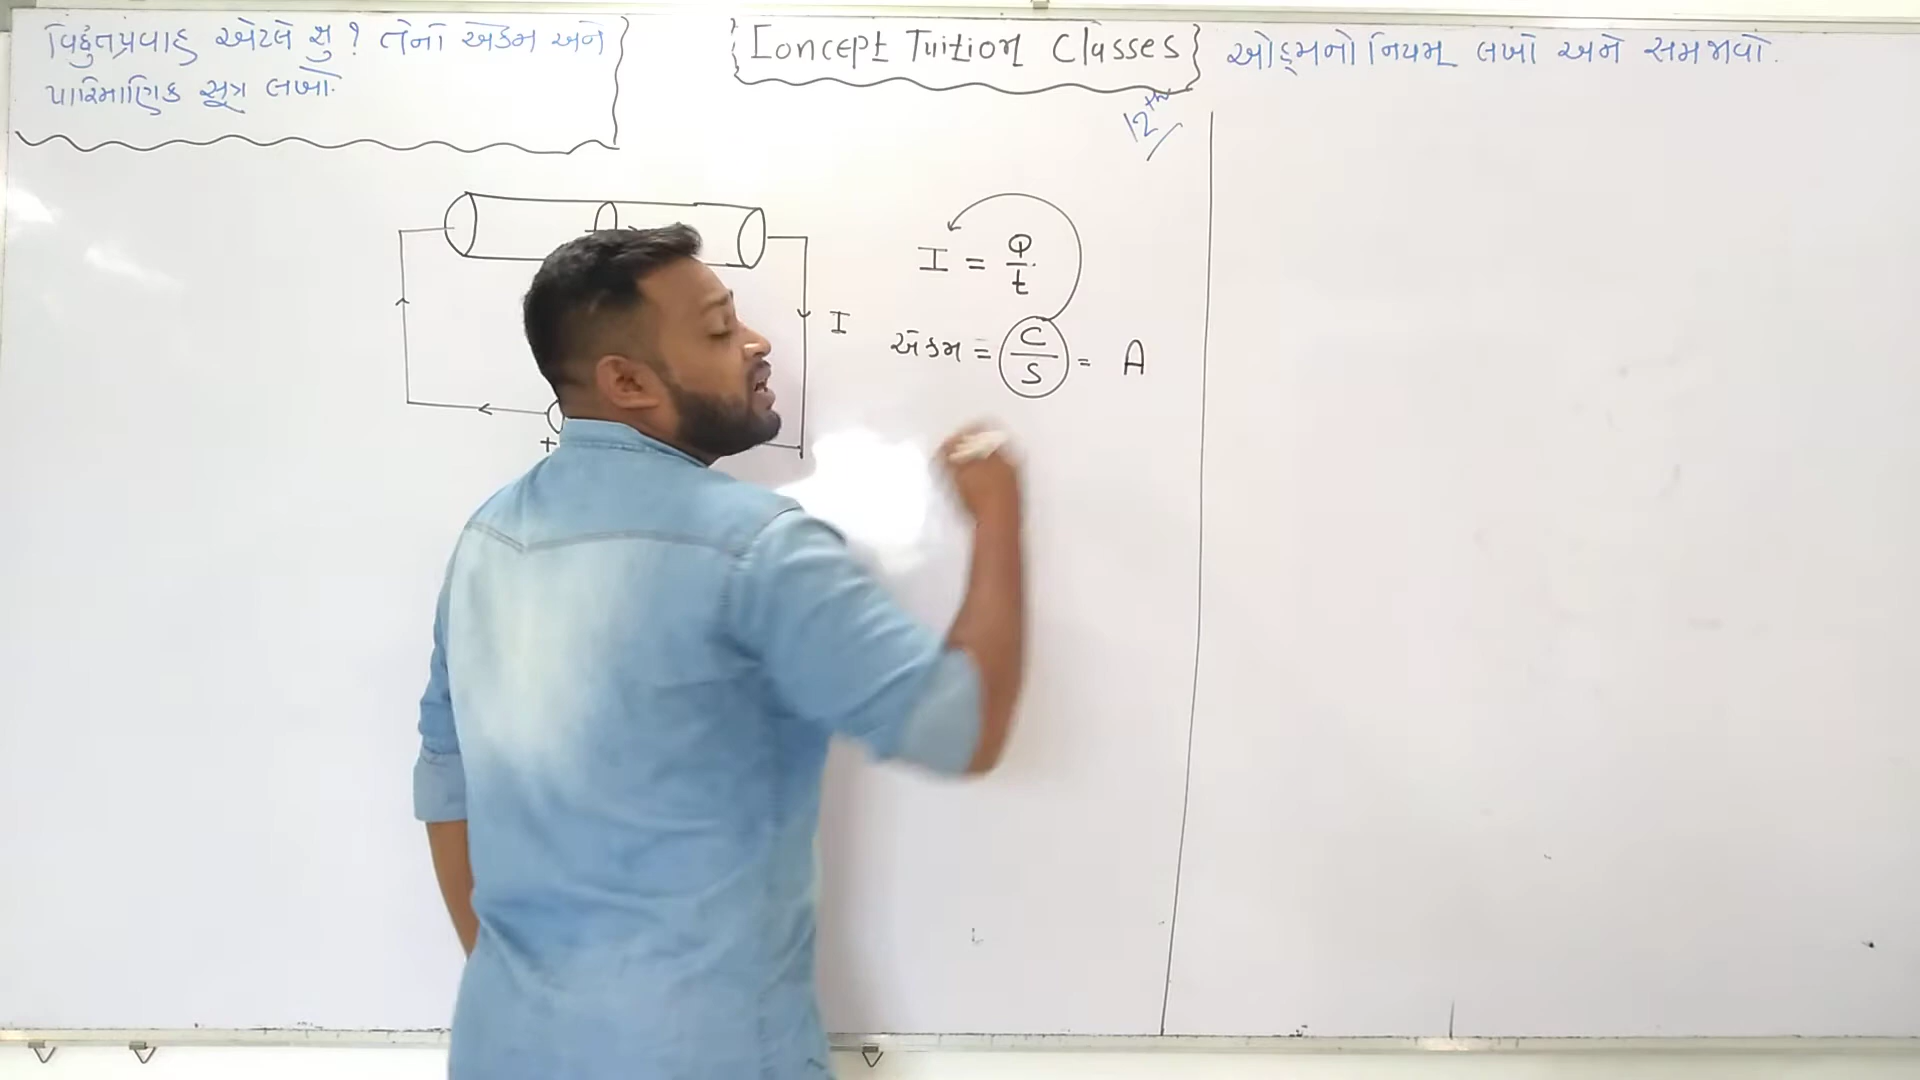 વિદ્યુતપ્રવાહ એટલે શુ ? તેનો એકમ અને
પારિમાણિક સૂત્ર લખો.
Concept Tuition Classes
12th
ઓહ્મનો નિયમ લખો અને સમજાવો.
I = Q/t
I
એકમ = C/S = A
+